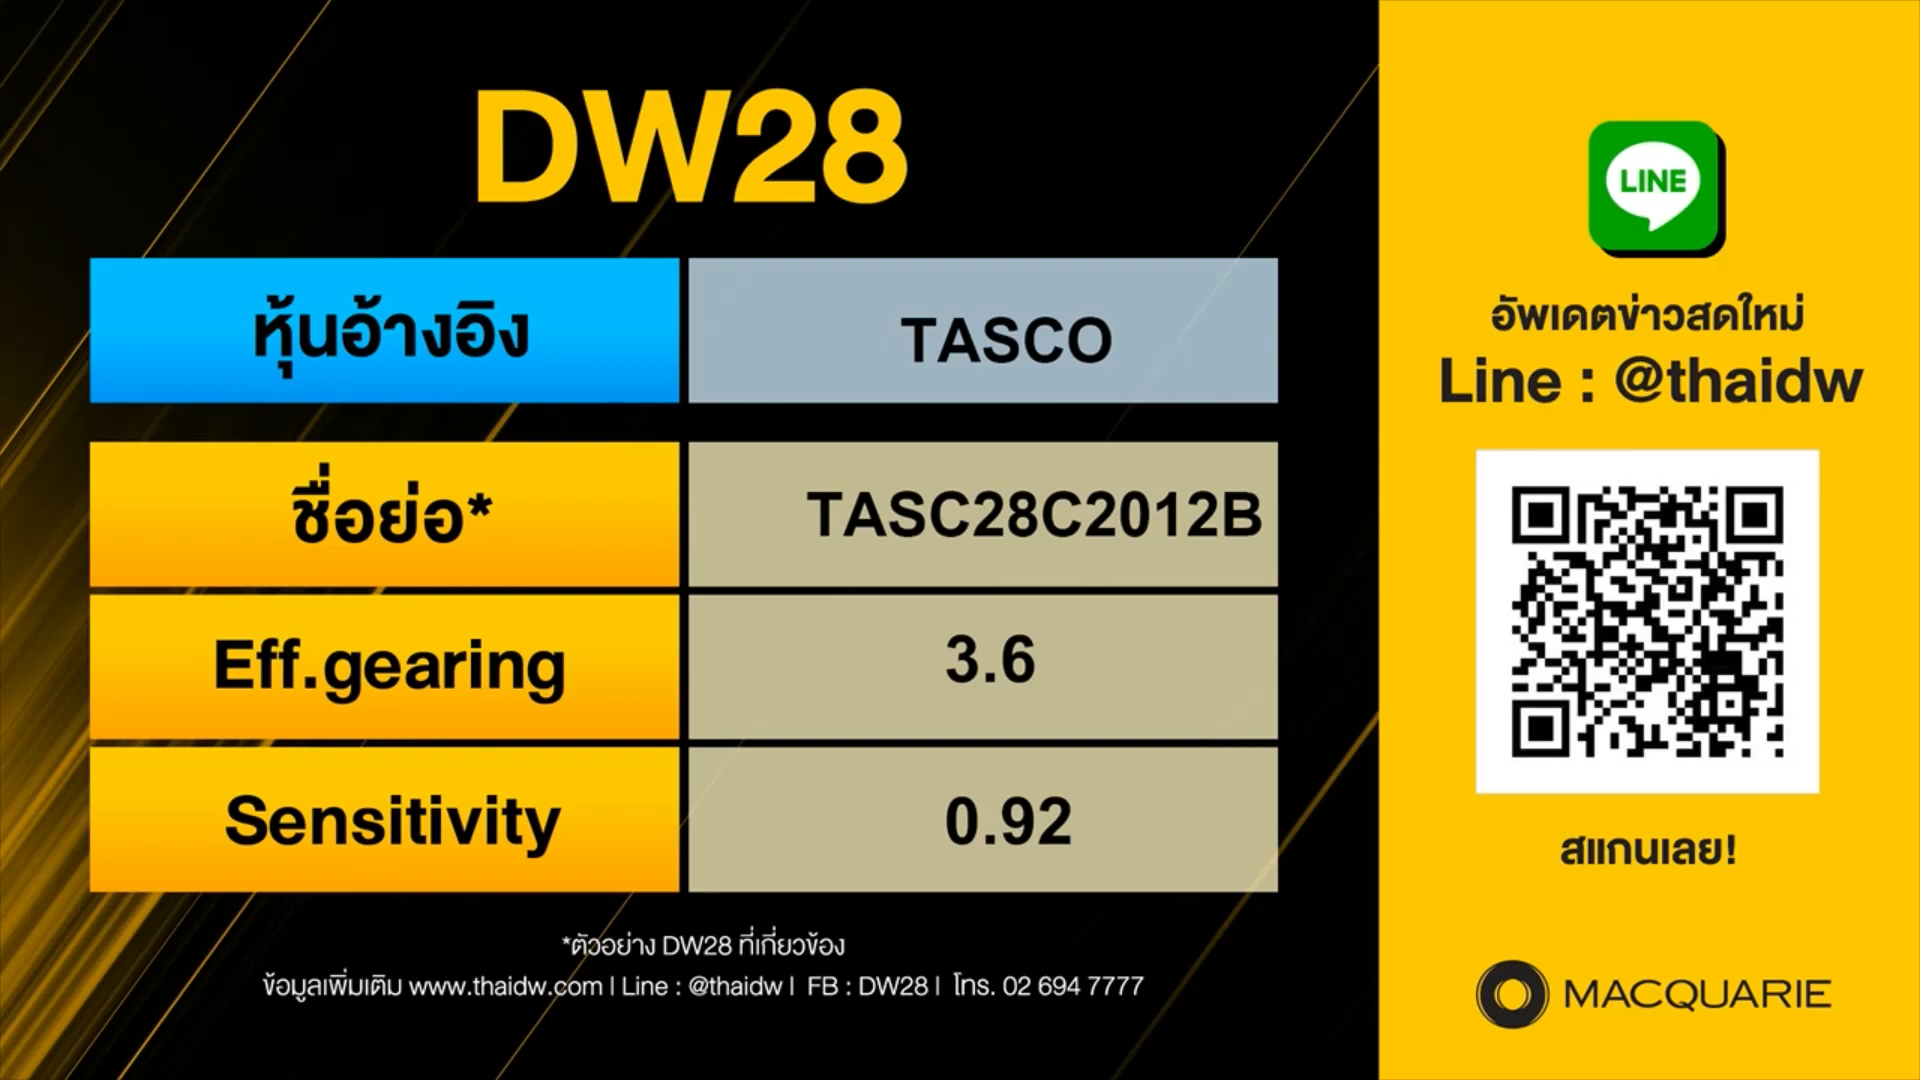 DW28
หุ้นอ้างอิง TASCO
ชื่อย่อ* TASC28C2012B
Eff.gearing 3.6
Sensitivity 0.92
*ตัวอย่าง DW28 ที่เกี่ยวข้อง
ข้อมูลเพิ่มเติม www.thaidw.com | Line : @thaidw | FB : DW28 | โทร. 02 694 7777
LINE
อัพเดตข่าวสดใหม่
Line : @thaidw
สแกนเลย!
MACQUARIE